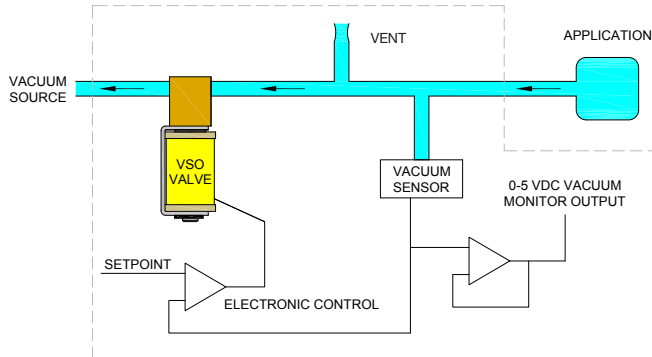 VENT
APPLICATION
VACUUM
SOURCE
VSO
VALVE
VACUUM
SENSOR
0-5 VDC VACUUM
MONITOR OUTPUT
SETPOINT
ELECTRONIC CONTROL